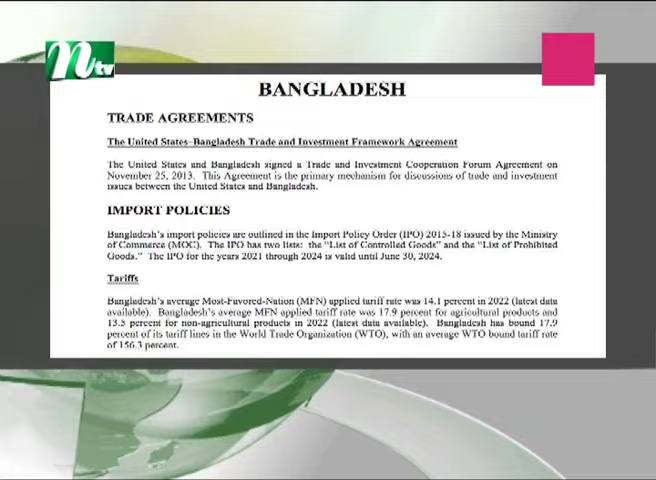 ntv
BANGLADESH
TRADE AGREEMENTS
The United States–Bangladesh Trade and Investment Framework Agreement
The United States and Bangladesh signed a Trade and Investment Cooperation Forum Agreement on
November 25, 2013. This Agreement is the primary mechanism for discussions of trade and investment
issues between the United States and Bangladesh.
IMPORT POLICIES
Bangladesh's import policies are outlined in the Import Policy Order (IPO) 2015-18 issued by the Ministry
of Commerce (MOC). The IPO has two lists: the "List of Controlled Goods" and the "List of Prohibited
Goods." The IPO for the years 2021 through 2024 is valid until June 30, 2024.
Tariffs
Bangladesh's average Most-Favored-Nation (MFN) applied tariff rate was 14.1 percent in 2022 (latest data
available). Bangladesh's average MFN applied tariff rate was 17.9 percent for agricultural products and
13.5 percent for non-agricultural products in 2022 (latest data available). Bangladesh has bound 17.9
percent of its tariff lines in the World Trade Organization (WTO), with an average WTO bound tariff rate
of 156.3 percent.